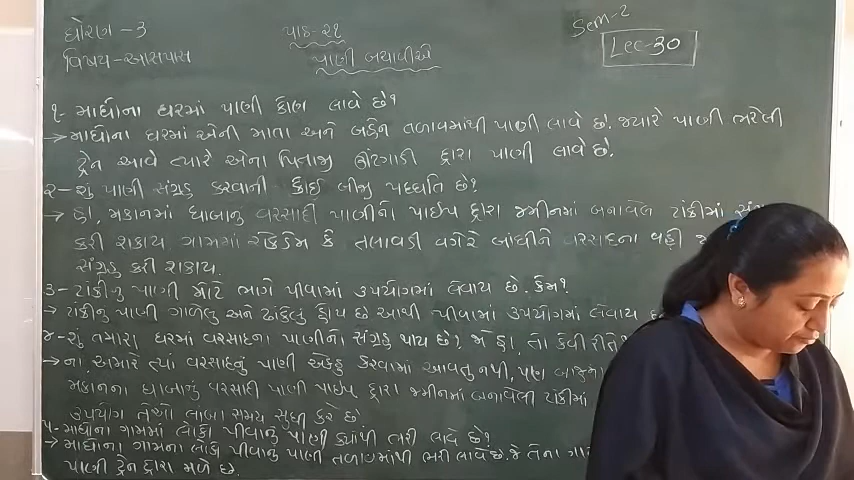 ધોરણ - 3
વિષય - આસપાસ
પાઠ - ૨૧
પાણી બચાવીએ
Sem-2
Lec-30
૧- માધોના ઘરમાં પાણી કોણ લાવે છે?
→ માધોના ઘરમાં એની માતા અને બહેન તળાવમાંથી પાણી લાવે છે. જ્યારે પાણી ભરેલી
ટ્રેન આવે ત્યારે એના પિતાજી ઊંટગાડી દ્વારા પાણી લાવે છે.
૨- શું પાણી સંગ્રહ કરવાની કોઈ બીજી પદ્ધતિ છે?
→ હા, મકાનમાં ધાબાનું વરસાદી પાણીના પાઈપ દ્વારા જમીનમાં બનાવેલ ટાંકીમાં
કરી શકાય ગામમાં ચેકડેમ કે તલાવડી વગેરે બાંધીને વરસાદના વહી
સંગ્રહ કરી શકાય.
૩- ટાંકીનું પાણી મોટે ભાગે પીવામાં ઉપયોગમાં લેવાય છે. કેમ?
→ ટાંકીનું પાણી ગાળેલું અને ઢાંકેલું હોય છે આથી પીવામાં ઉપયોગમાં લેવાય
૪- શું તમારા ઘરમાં વરસાદના પાણીનો સંગ્રહ થાય છે? જો હા, તો કેવી રીતે?
→ ના, અમારે ત્યાં વરસાદનું પાણી એકઠું કરવામાં આવતું નથી, પણ
મકાનના ધાબાનું વરસાદી પાણી પાઈપ દ્વારા જમીનમાં બનાવેલી ટાંકીમાં
ઉપયોગ તેઓ લાંબા સમય સુધી કરે છે
૫- માધોના ગામમાં લોકો પીવાનું પાણી ક્યાંથી ભરી લાવે છે?
→ માધોના ગામના લોકો પીવાનું પાણી તળાવમાંથી ભરી લાવે છે. કે તેના
પાણી ટ્રેન દ્વારા મળે છે.